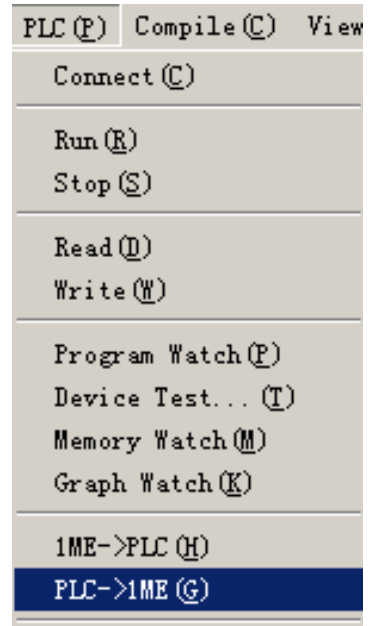 PLC(P) Compile(C) View
Connect(C)
Run(R)
Stop(S)
Read(D)
Write(W)
Program Watch(P)
Device Test...(T)
Memory Watch(M)
Graph Watch(K)
1ME->PLC(H)
PLC->1ME(G)